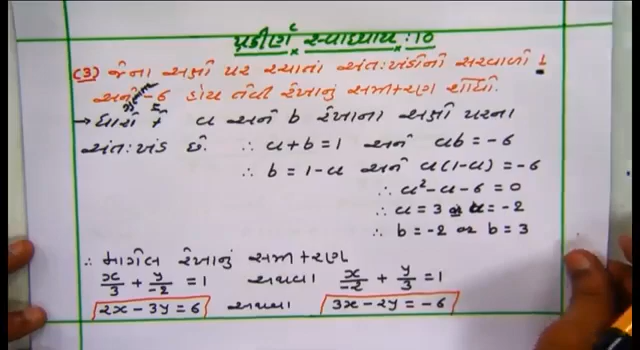 પ્રકીર્ણ સ્વાધ્યાય : 10
(3) જેના અક્ષો પર રચાતા અંતઃખંડોનો સરવાળો 1
અને -6 હોય તેવી રેખાનું સમીકરણ શોધો.
→ ધારો કે a અને b રેખાના અક્ષો પરના
અંતઃખંડ છે. ∴ a+b=1 અને ab=-6
∴ b = 1-a અને a(1-a) = -6
∴ a²-a-6=0
∴ a=3 or a=-2
∴ b=-2 or b=3
∴ માગેલ રેખાનું સમીકરણ
x/3 + y/-2 = 1 અથવા x/-2 + y/3 = 1
2x-3y=6 અથવા 3x-2y=-6